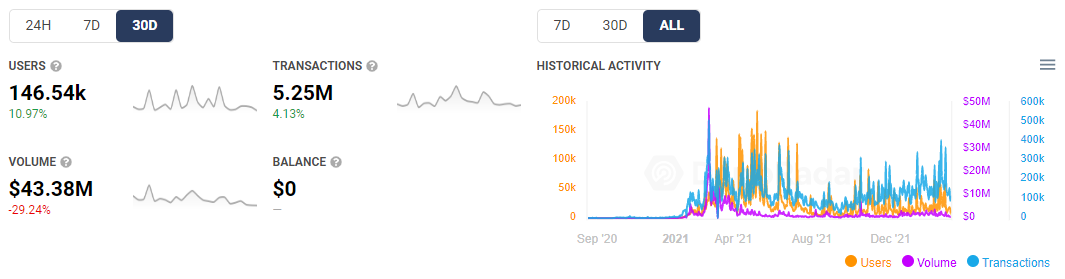 24H 7D 30D
USERS ?
146.54k
10.97%
TRANSACTIONS ?
5.25M
4.13%
VOLUME ?
$43.38M
-29.24%
BALANCE ?
$0
—
7D 30D ALL
HISTORICAL ACTIVITY
200k
150k
100k
50k
0
$50M
$40M
$30M
$20M
$10M
$0
600k
500k
400k
300k
200k
100k
0
Sep '20 2021 Apr '21 Aug '21 Dec '21
Users Volume Transactions